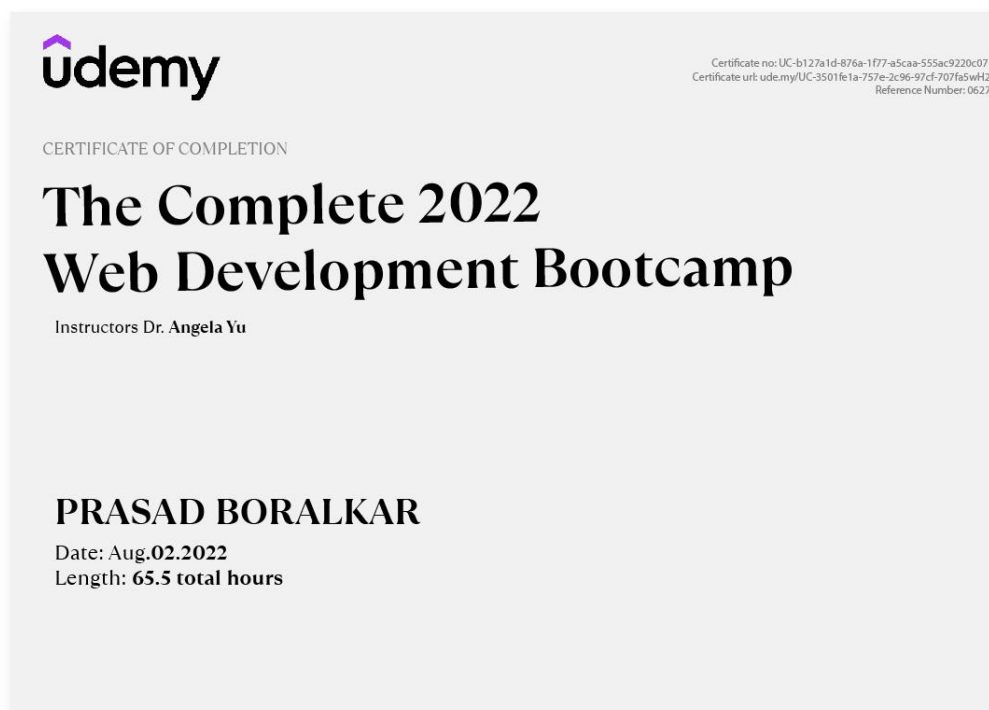 udemy
Certificate no: UC-b127a1d-876a-1f77-a5caa-555ac9220c07
Certificate url: ude.my/UC-3501fe1a-757e-2c96-97cf-707fa5wH2
Reference Number: 0627
CERTIFICATE OF COMPLETION
The Complete 2022
Web Development Bootcamp
Instructors Dr. Angela Yu
PRASAD BORALKAR
Date: Aug.02.2022
Length: 65.5 total hours